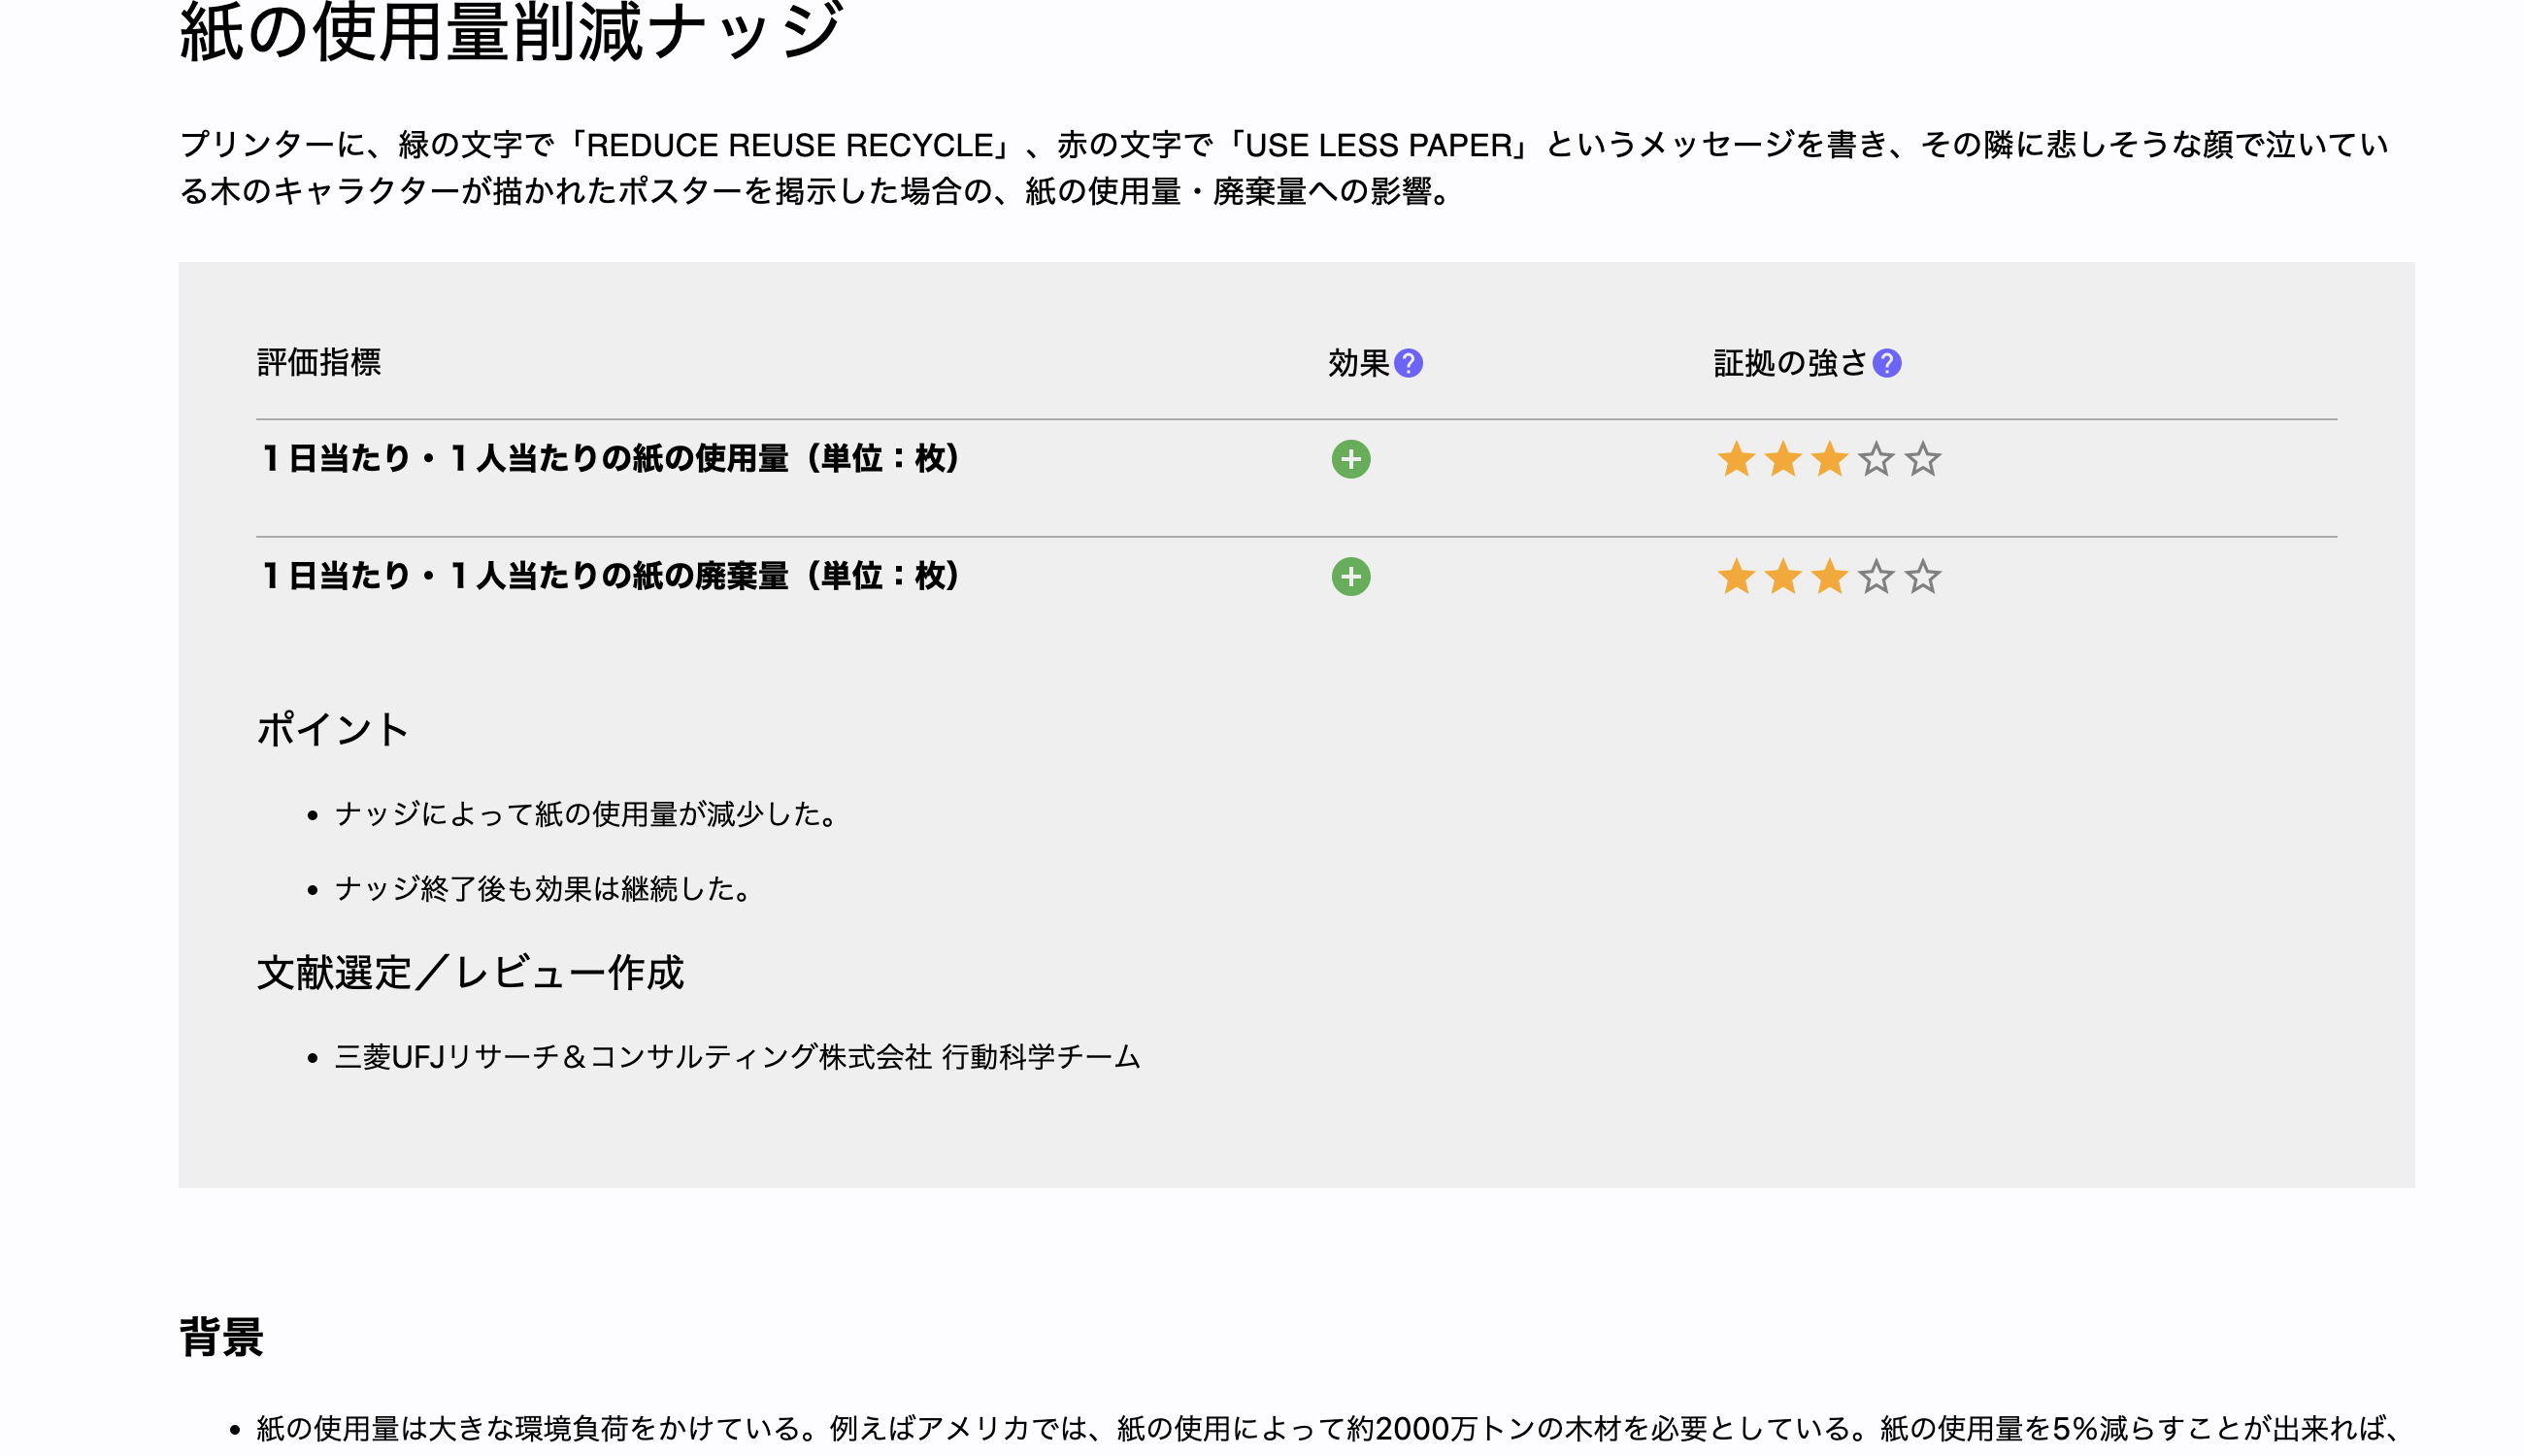 紙の使用量削減ナッジ
プリンターに、緑の文字で「REDUCE REUSE RECYCLE」、赤の文字で「USE LESS PAPER」というメッセージを書き、その隣に悲しそうな顔で泣いてい
る木のキャラクターが描かれたポスターを掲示した場合の、紙の使用量・廃棄量への影響。
評価指標 効果? 証拠の強さ?
１日当たり・１人当たりの紙の使用量（単位：枚） + ★★★☆☆
１日当たり・１人当たりの紙の廃棄量（単位：枚） + ★★★☆☆
ポイント
• ナッジによって紙の使用量が減少した。
• ナッジ終了後も効果は継続した。
文献選定／レビュー作成
• 三菱UFJリサーチ＆コンサルティング株式会社 行動科学チーム
背景
• 紙の使用量は大きな環境負荷をかけている。例えばアメリカでは、紙の使用によって約2000万トンの木材を必要としている。紙の使用量を5%減らすことが出来れば、